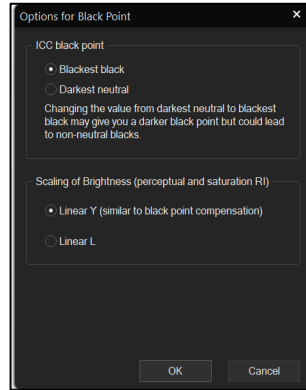 Options for Black Point
ICC black point
Blackest black
Darkest neutral
Changing the value from darkest neutral to blackest
black may give you a darker black point but could lead
to non-neutral blacks.
Scaling of Brightness (perceptual and saturation RI)
Linear Y (similar to black point compensation)
Linear L
OK
Cancel